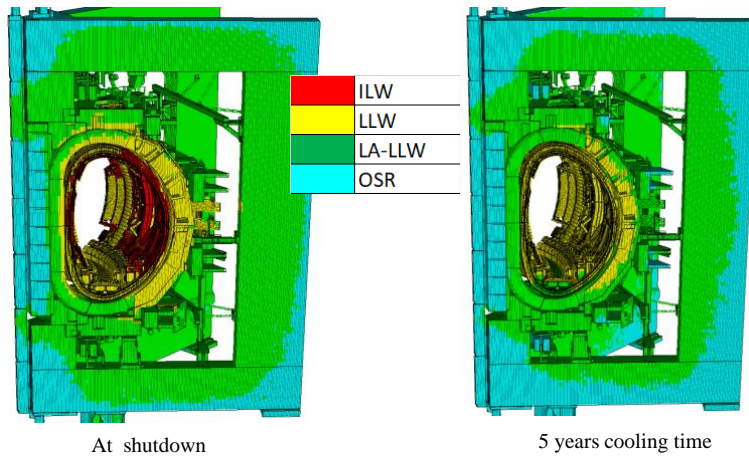 ILW
LLW
LA-LLW
OSR
At shutdown
5 years cooling time